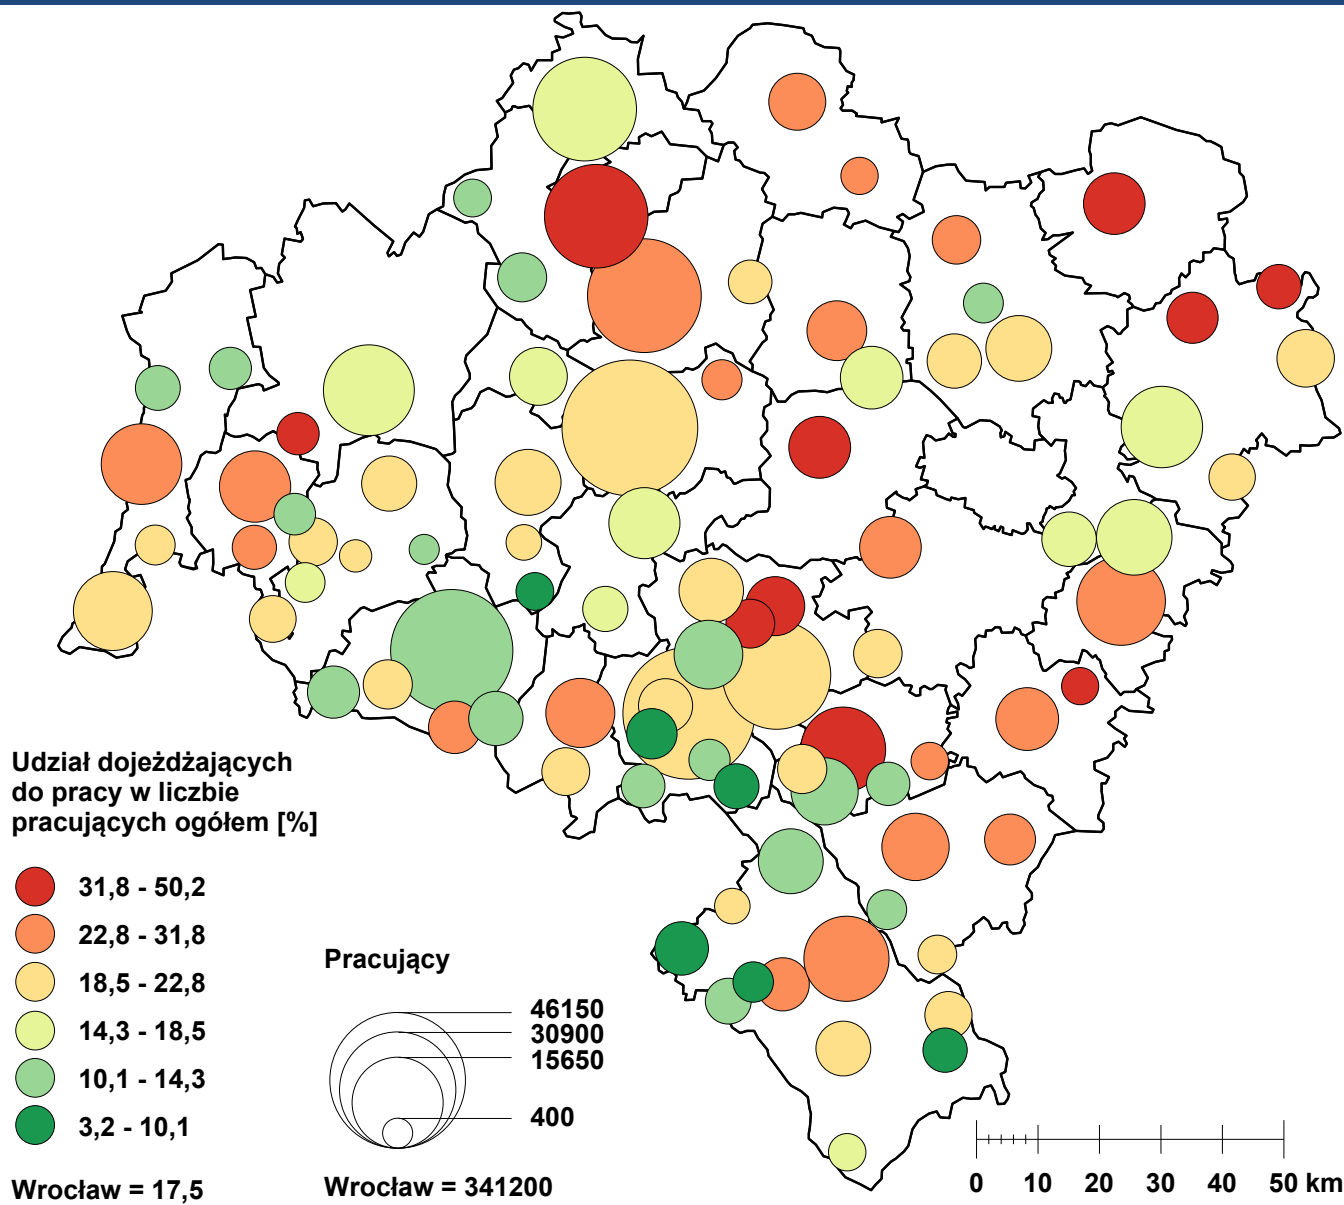 Udział dojeżdżających
do pracy w liczbie
pracujących ogółem [%]
31,8 - 50,2
22,8 - 31,8
18,5 - 22,8
14,3 - 18,5
10,1 - 14,3
3,2 - 10,1
Wrocław = 17,5
Pracujący
46150
30900
15650
400
Wrocław = 341200
0 10 20 30 40 50 km